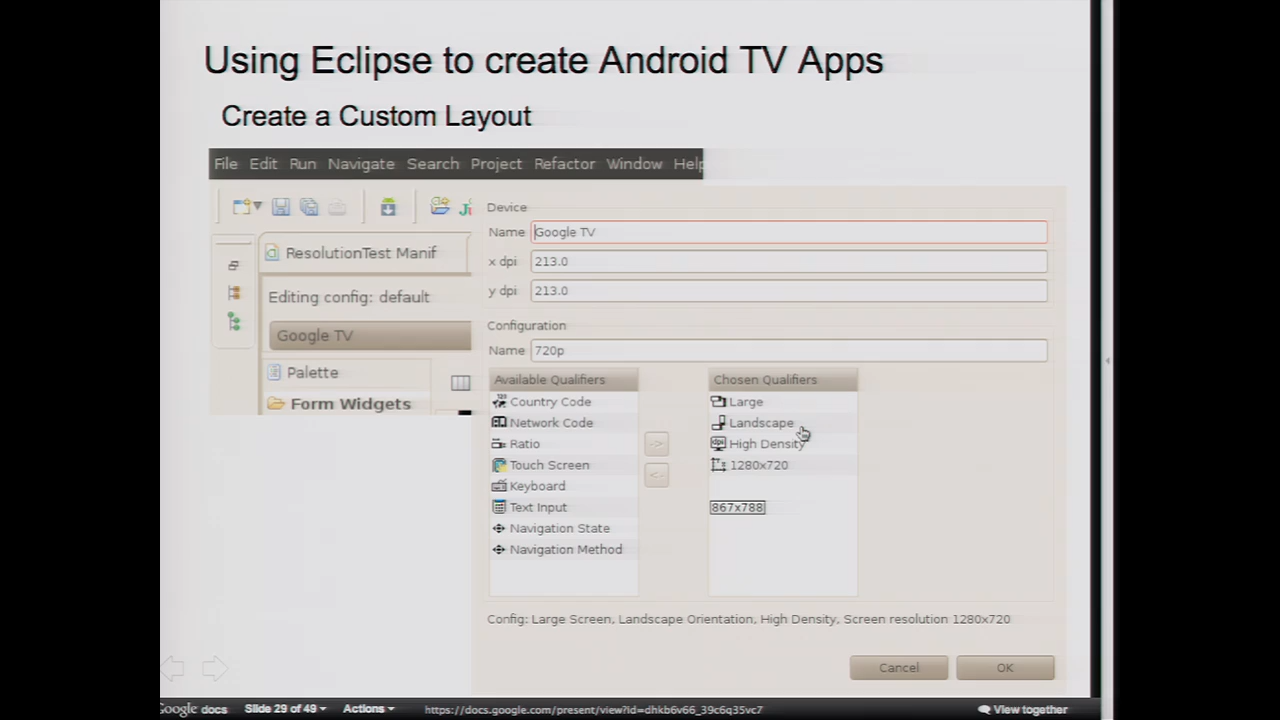 Using Eclipse to create Android TV Apps
Create a Custom Layout
File Edit Run Navigate Search Project Refactor Window Help
ResolutionTest Manif
Editing config: default
Google TV
Palette
Form Widgets
Device
Name Google TV
x dpi 213.0
y dpi 213.0
Configuration
Name 720p
Available Qualifiers
Country Code
Network Code
Ratio
Touch Screen
Keyboard
Text Input
Navigation State
Navigation Method
->
<-
Chosen Qualifiers
Large
Landscape
High Density
1280x720
867x788
Config: Large Screen, Landscape Orientation, High Density, Screen resolution 1280x720
Cancel OK
Google docs Slide 29 of 49 Actions https://docs.google.com/present/view?id=dhkb6v66_39c6q35vc7 View together